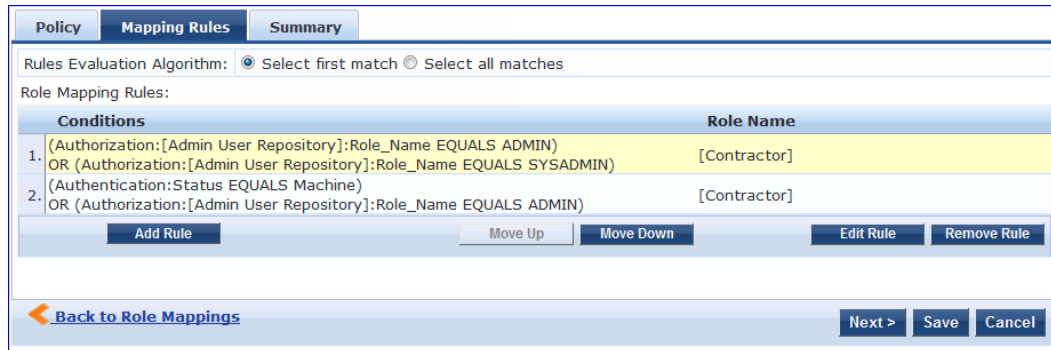 Policy Mapping Rules Summary
Rules Evaluation Algorithm: Select first match Select all matches
Role Mapping Rules:
Conditions Role Name
1. (Authorization:[Admin User Repository]:Role_Name EQUALS ADMIN)
OR (Authorization:[Admin User Repository]:Role_Name EQUALS SYSADMIN) [Contractor]
2. (Authentication:Status EQUALS Machine)
OR (Authorization:[Admin User Repository]:Role_Name EQUALS ADMIN) [Contractor]
Add Rule Move Up Move Down Edit Rule Remove Rule
Back to Role Mappings Next > Save Cancel